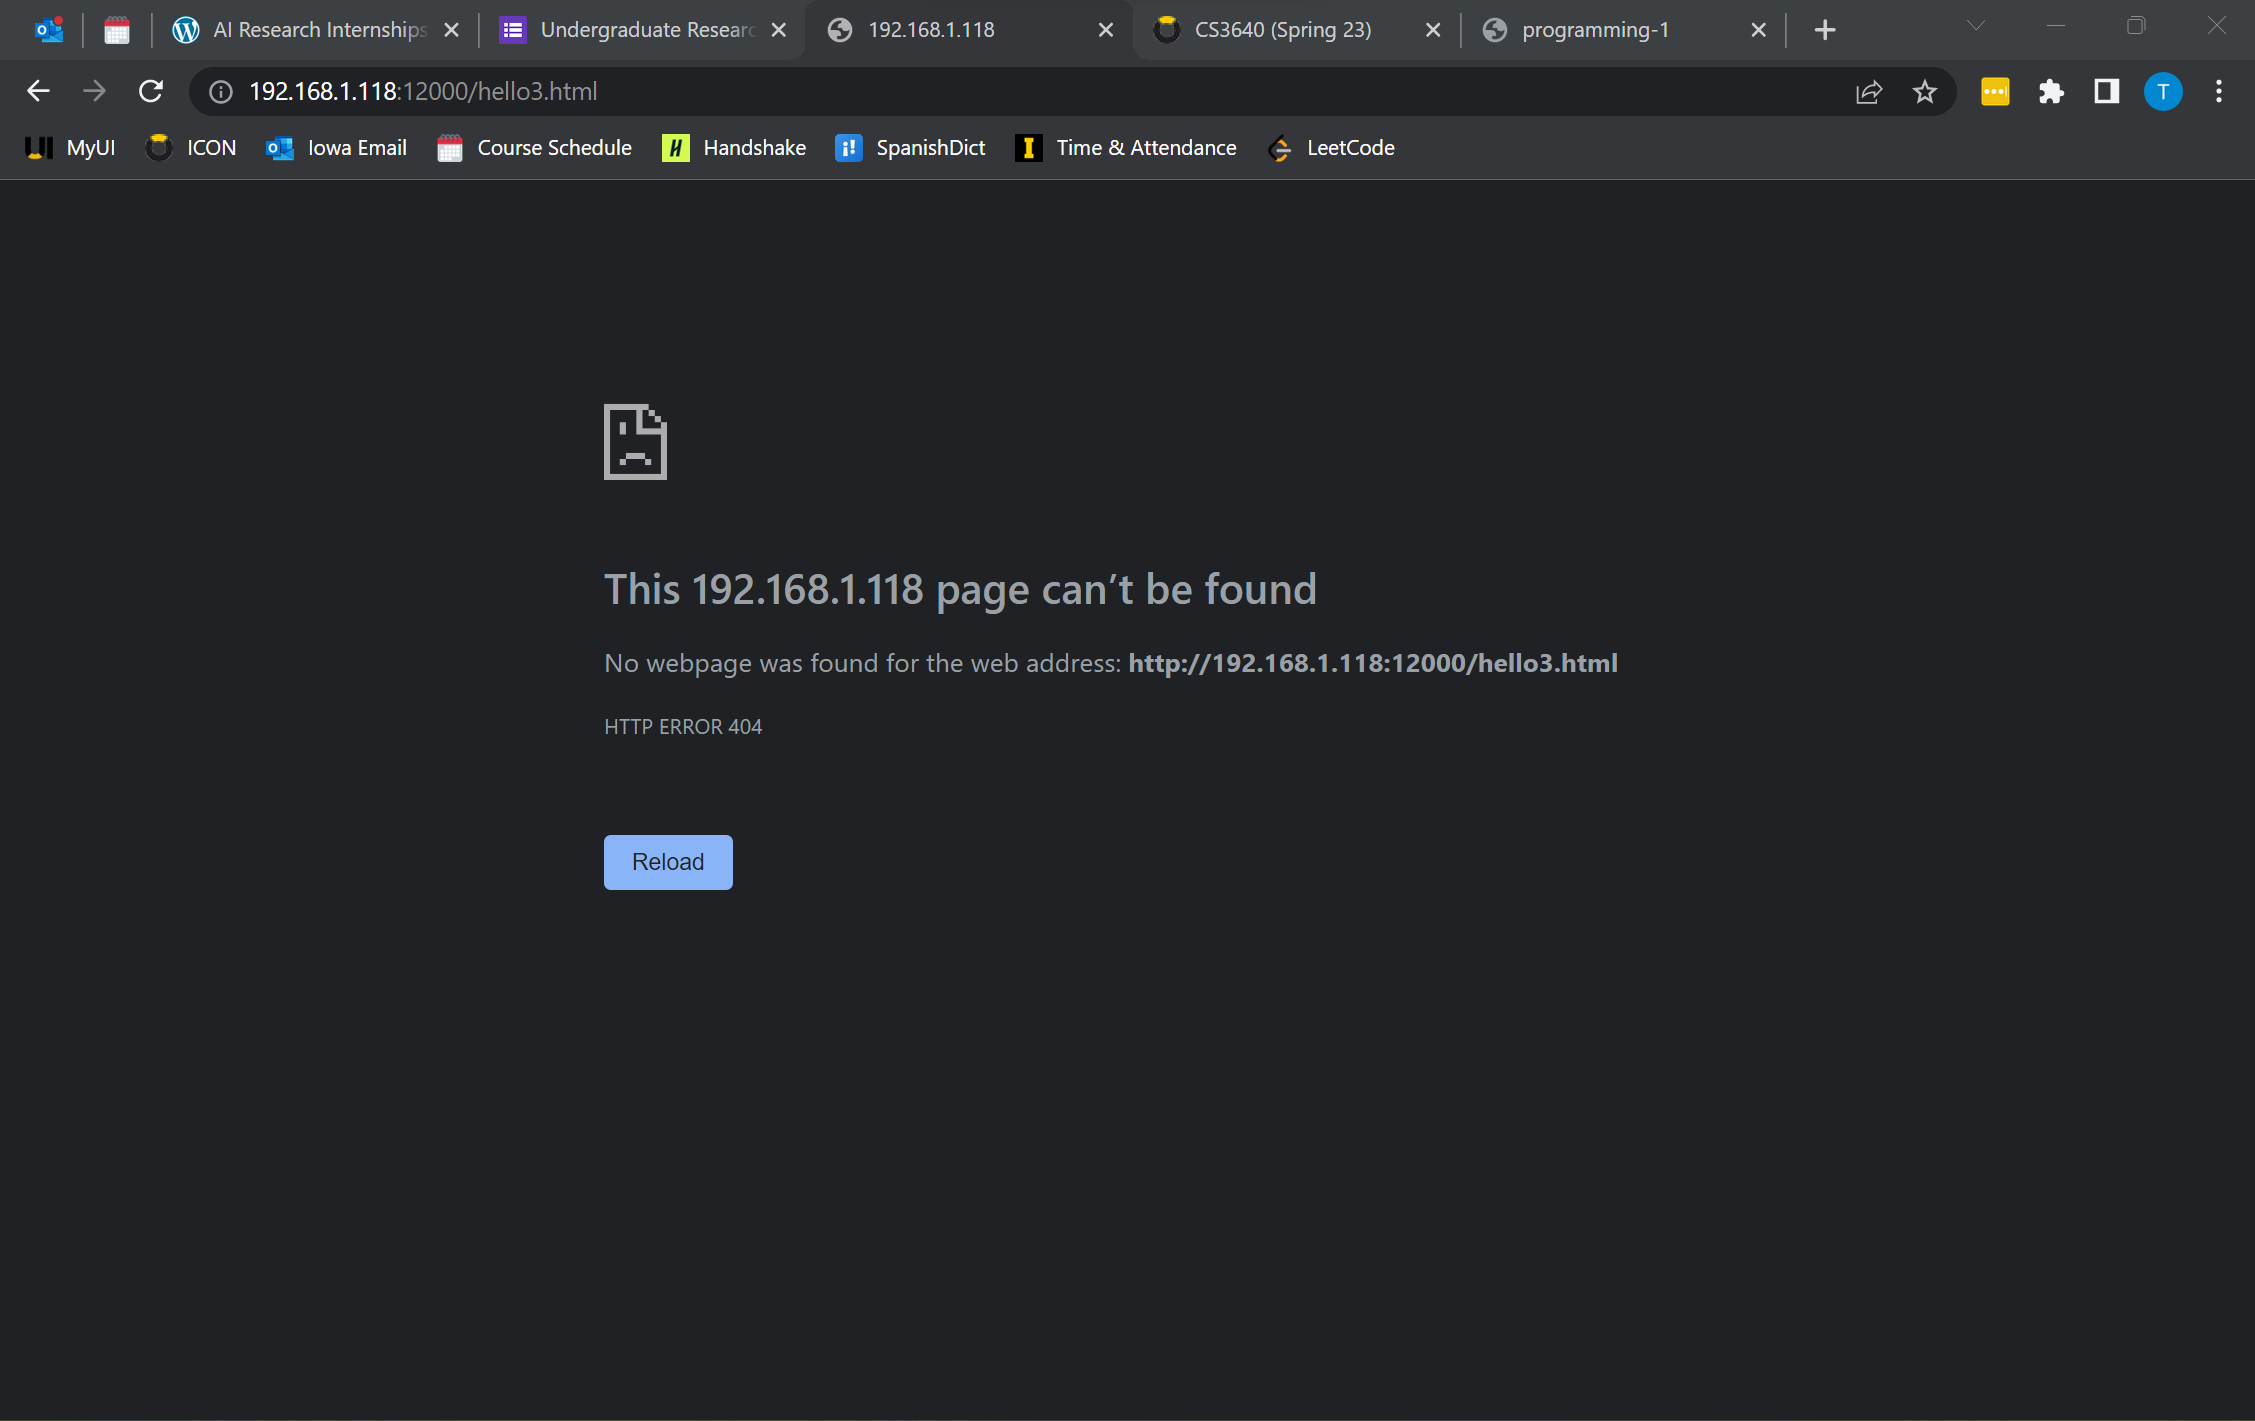 AI Research Internships
Undergraduate Researc
192.168.1.118
CS3640 (Spring 23)
programming-1
192.168.1.118:12000/hello3.html
T
MyUI
ICON
Iowa Email
Course Schedule
Handshake
SpanishDict
Time & Attendance
LeetCode
This 192.168.1.118 page can’t be found
No webpage was found for the web address: http://192.168.1.118:12000/hello3.html
HTTP ERROR 404
Reload